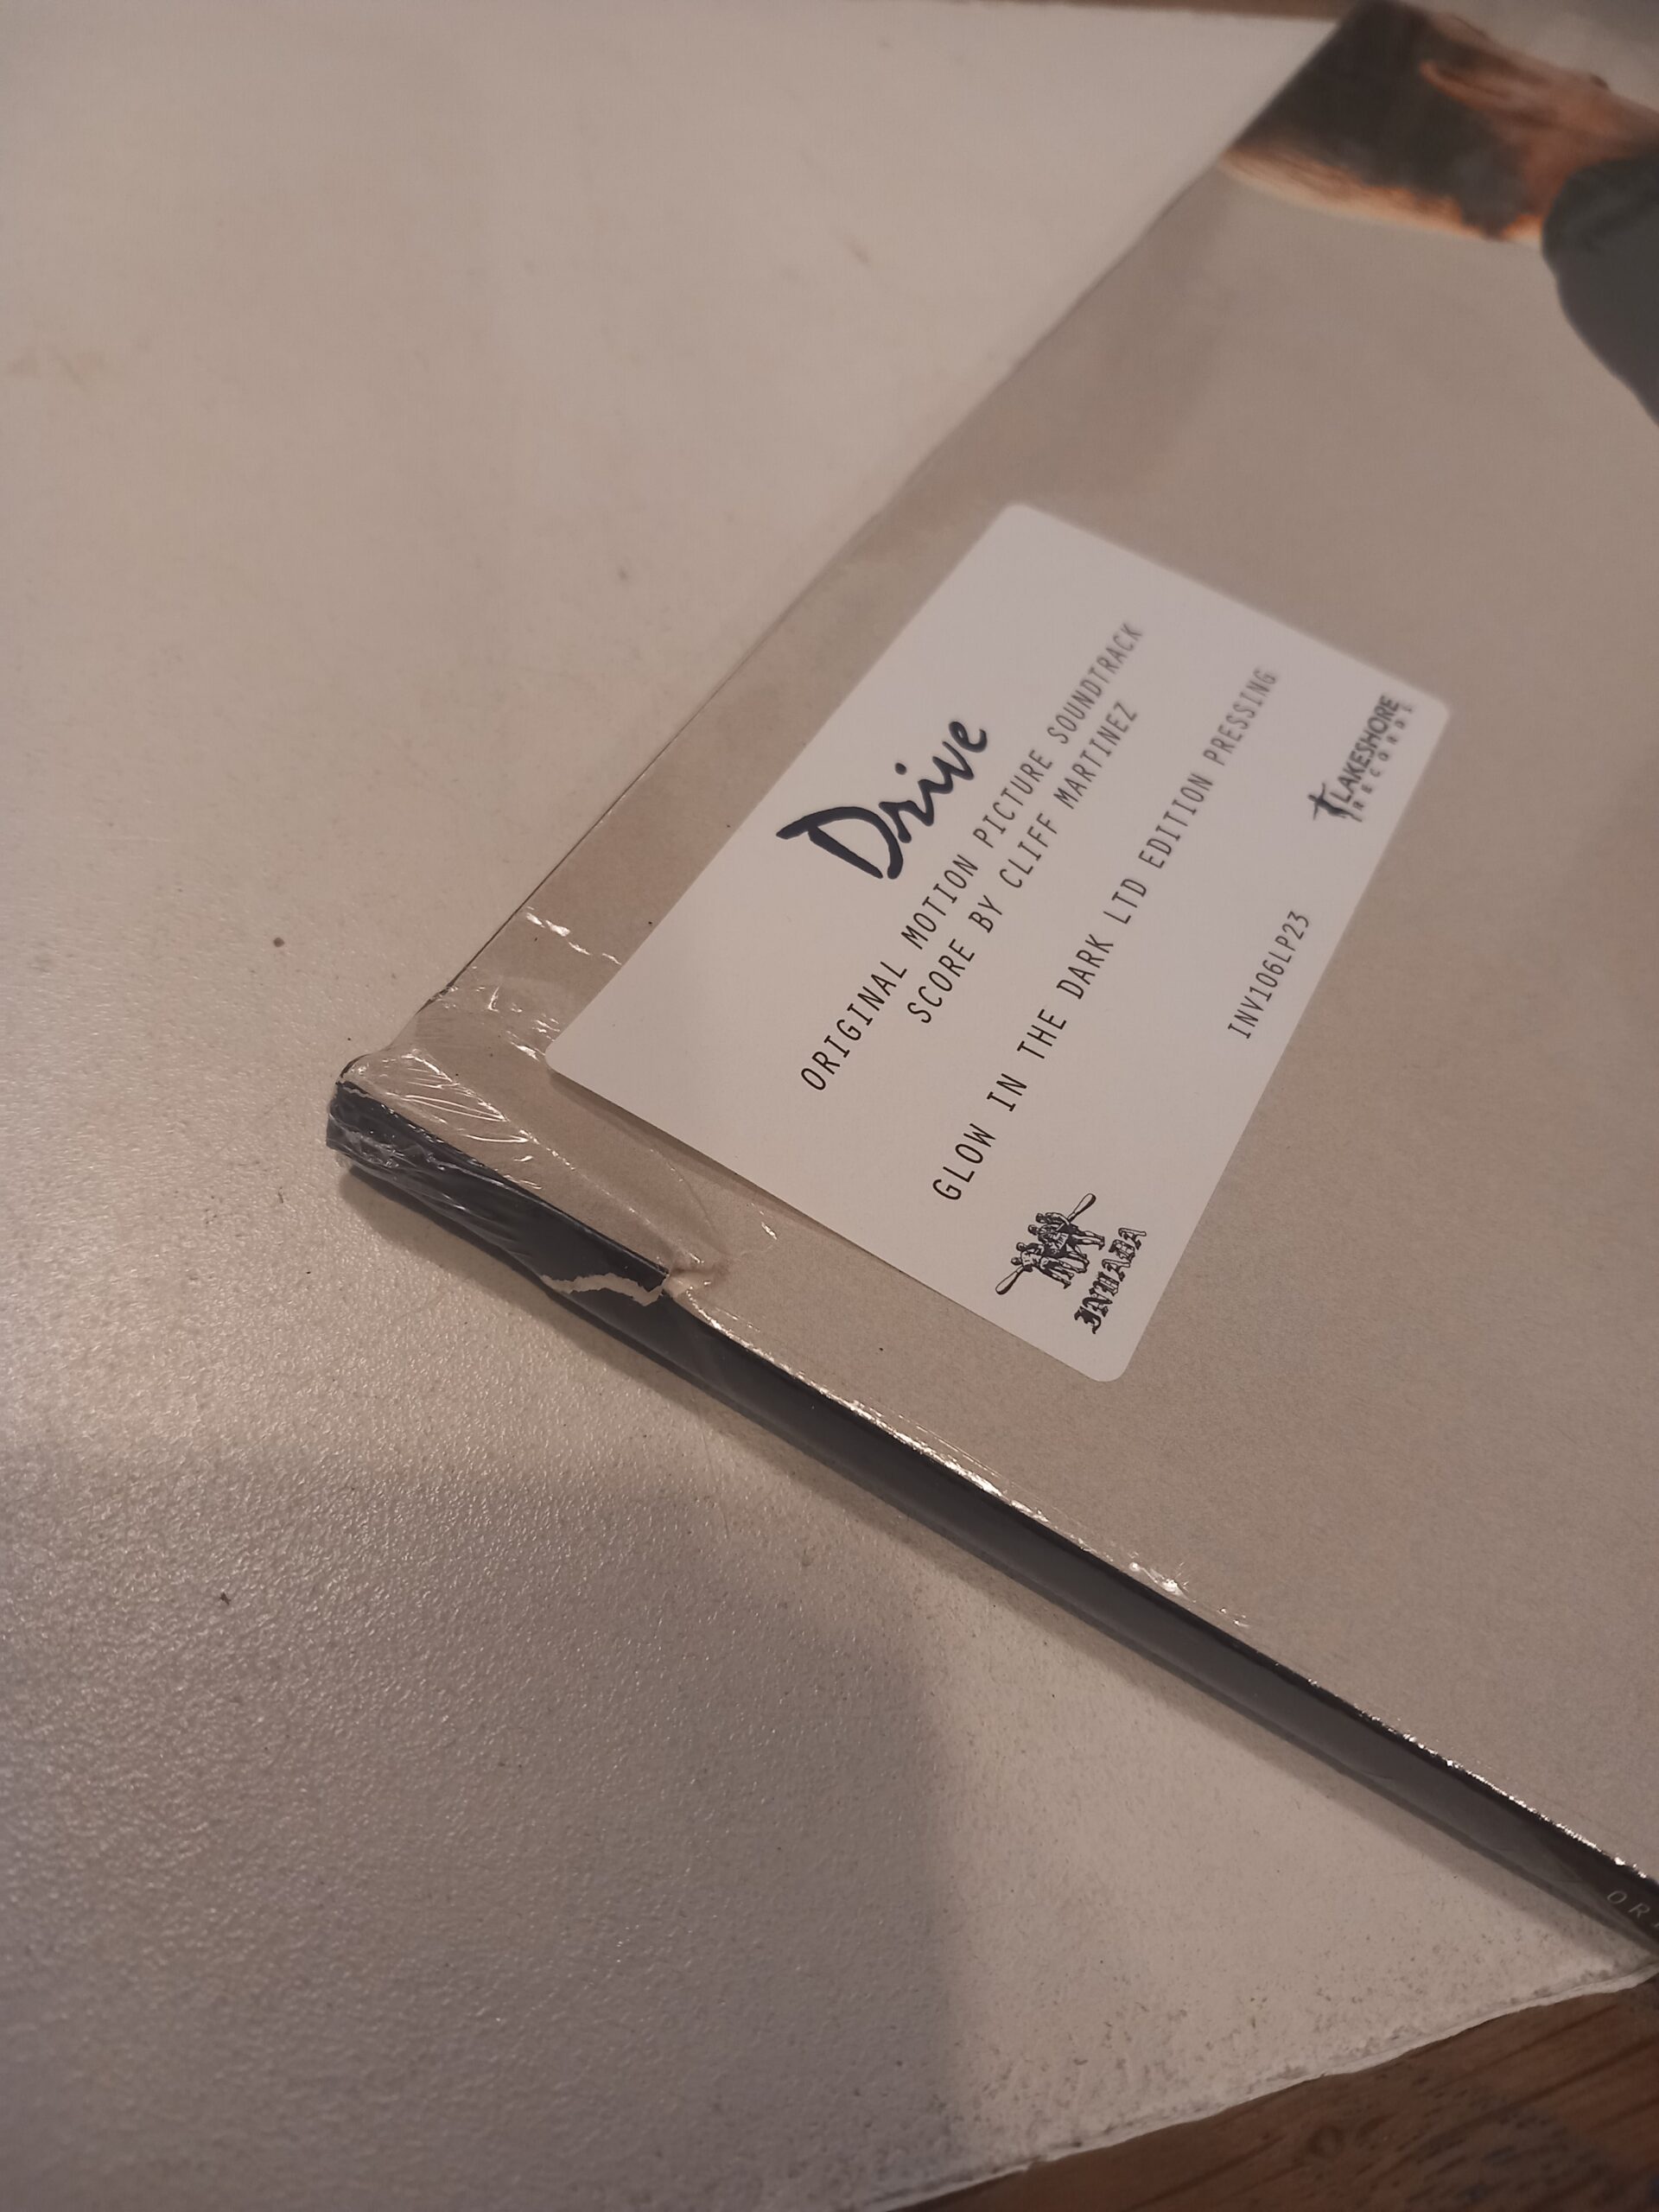 Drive
ORIGINAL MOTION PICTURE SOUNDTRACK
SCORE BY CLIFF MARTINEZ
GLOW IN THE DARK LTD EDITION PRESSING
INVADA
INV106LP23
LAKESHORE
RECORDS